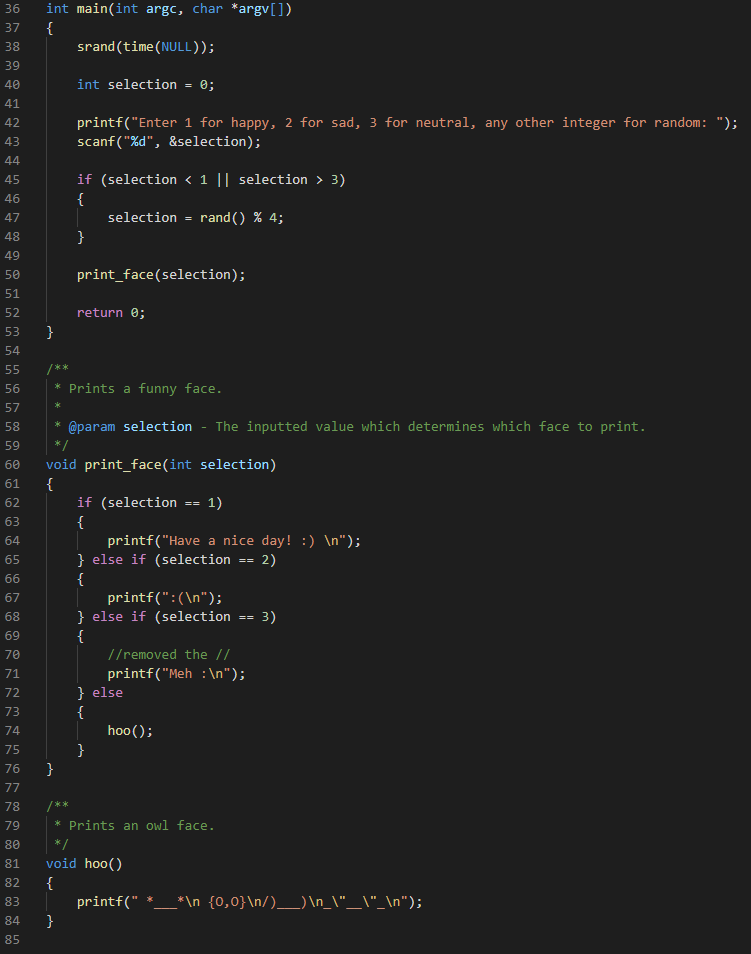 36 int main(int argc, char *argv[])
37 {
38     srand(time(NULL));
39
40     int selection = 0;
41
42     printf("Enter 1 for happy, 2 for sad, 3 for neutral, any other integer for random: ");
43     scanf("%d", &selection);
44
45     if (selection < 1 || selection > 3)
46     {
47         selection = rand() % 4;
48     }
49
50     print_face(selection);
51
52     return 0;
53 }
54
55 /**
56  * Prints a funny face.
57  *
58  * @param selection - The inputted value which determines which face to print.
59  */
60 void print_face(int selection)
61 {
62     if (selection == 1)
63     {
64         printf("Have a nice day! :) \n");
65     } else if (selection == 2)
66     {
67         printf(":(\n");
68     } else if (selection == 3)
69     {
70         //removed the //
71         printf("Meh :\n");
72     } else
73     {
74         hoo();
75     }
76 }
77
78 /**
79  * Prints an owl face.
80  */
81 void hoo()
82 {
83     printf(" *___*\n {O,O}\n/)___)\n_\"__\"_\n");
84 }
85